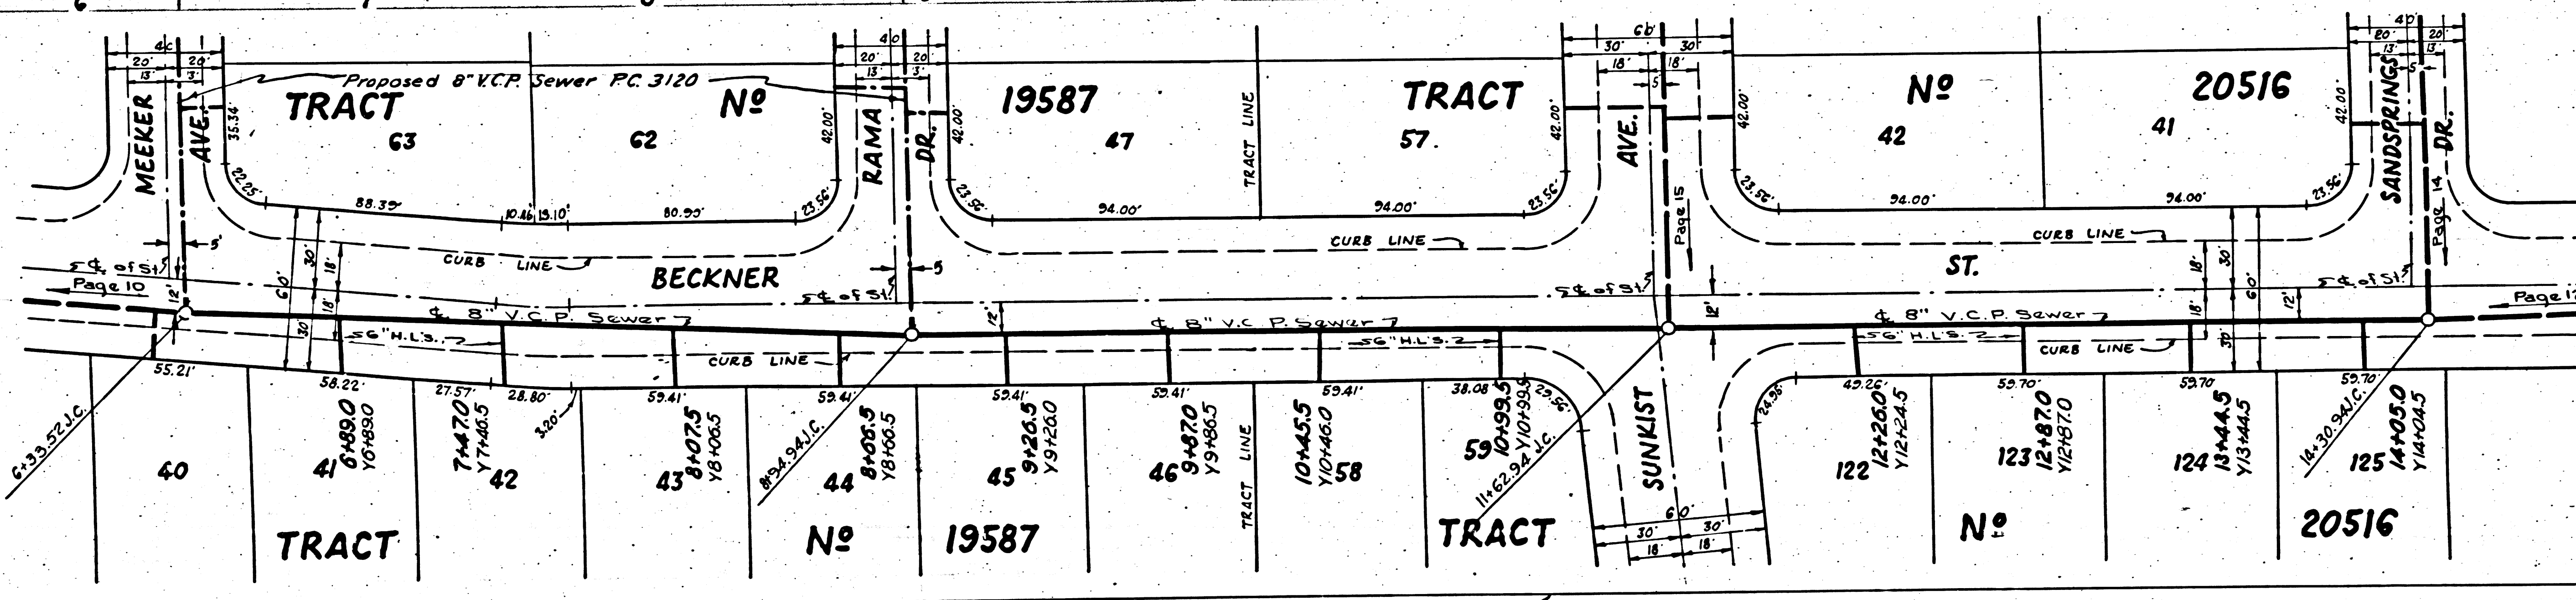 6 7 8
40 20' 20' 13' 3'
40 20' 20' 13' 3'
60' 30' 30' 18' 18' 5'
40' 20' 20' 13' 13' 5'
Proposed 8" V.C.P. Sewer P.C. 3120
MEEKER AVE.
TRACT Nº 19587
TRACT Nº 20516
RAMA DR.
AVE.
SANDSPRINGS DR.
63 62 47 57. 42 41
35.34' 42.00' 42.00' 42.00' 42.00' 42.00'
TRACT LINE
Page 15
Page 14
22.25' 88.39' 10.46' 13.10' 80.90' 23.56' 23.56' 94.00' 94.00' 23.56' 23.56' 94.00' 94.00' 23.56'
5' 5
CURB LINE
CURB LINE
CURB LINE
BECKNER ST.
℄ of St.
℄ of St.
℄ of St.
℄ of St.
Page 10
12' 60' 30' 18' 18' 30'
12'
12'
18' 30' 60' 18' 30' 12'
℄ 8" V.C.P. Sewer
℄ 8" V.C.P. Sewer
℄ 8" V.C.P. Sewer
6" H.L'S.
6" H.L'S.
6" H.L'S.
CURB LINE
CURB LINE
55.21' 58.22' 27.57' 28.80' 3.20' 59.41' 59.41' 59.41' 59.41' 59.41' 38.08 29.56' 24.96' 49.26' 59.70' 59.70' 59.70'
6+33.52 J.C.
8+94.94 J.C.
11+62.94 J.C.
14+30.94 J.C.
40
41 6+89.0 Y6+89.0
7+47.0 Y7+46.5 42
43 8+07.5 Y8+06.5
44 8+66.5 Y8+66.5
45 9+26.5 Y9+26.0
46 9+87.0 Y9+86.5
TRACT LINE
10+45.5 Y10+46.0 58
59 10+99.5 Y10+99.5
SUNKIST
122 12+26.0 Y12+24.5
123 12+87.0 Y12+87.0
124 13+44.5 Y13+44.5
125 14+05.0 Y14+04.5
TRACT Nº 19587
TRACT Nº 20516
60' 30' 30' 18' 18'